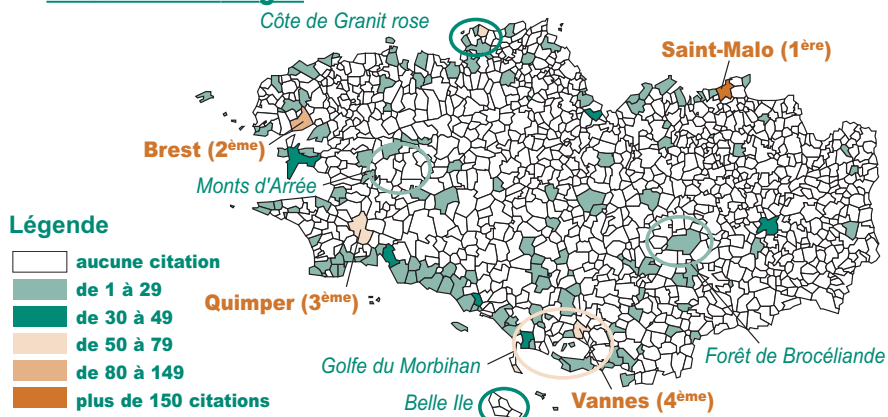 Côte de Granit rose
Saint-Malo (1ère)
Brest (2ème)
Monts d'Arrée
Légende
aucune citation
de 1 à 29
de 30 à 49
de 50 à 79
de 80 à 149
plus de 150 citations
Quimper (3ème)
Golfe du Morbihan
Forêt de Brocéliande
Belle Ile
Vannes (4ème)